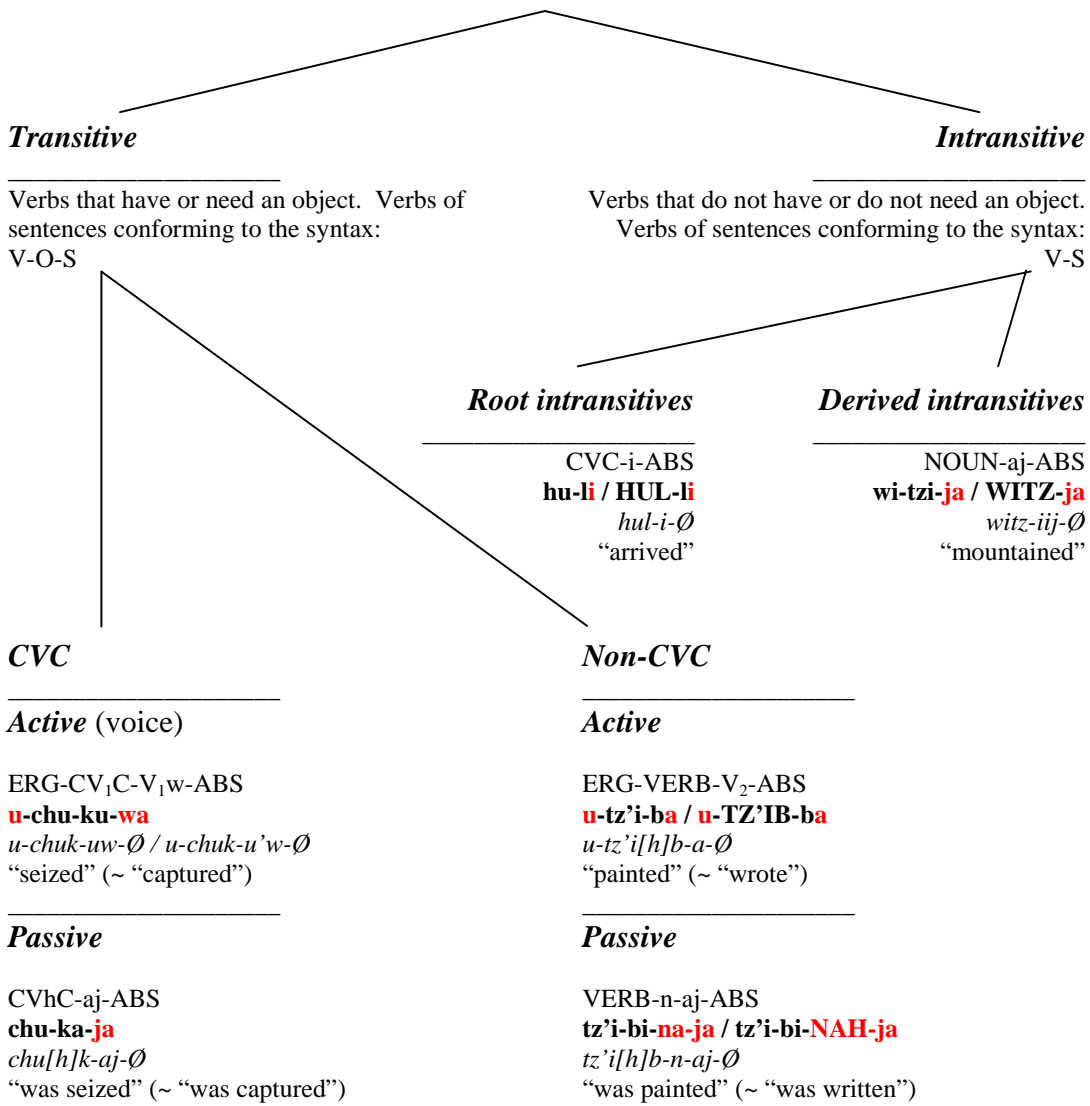 Transitive
Intransitive
Verbs that have or need an object. Verbs of
sentences conforming to the syntax:
V-O-S
Verbs that do not have or do not need an object.
Verbs of sentences conforming to the syntax:
V-S
Root intransitives
CVC-i-ABS
hu-li / HUL-li
hul-i-Ø
“arrived”
Derived intransitives
NOUN-aj-ABS
wi-tzi-ja / WITZ-ja
witz-iij-Ø
“mountained”
CVC
Active (voice)
ERG-CV₁C-V₁w-ABS
u-chu-ku-wa
u-chuk-uw-Ø / u-chuk-u’w-Ø
“seized” (~ “captured”)
Passive
CVhC-aj-ABS
chu-ka-ja
chu[h]k-aj-Ø
“was seized” (~ “was captured”)
Non-CVC
Active
ERG-VERB-V₂-ABS
u-tz’i-ba / u-TZ’IB-ba
u-tz’i[h]b-a-Ø
“painted” (~ “wrote”)
Passive
VERB-n-aj-ABS
tz’i-bi-na-ja / tz’i-bi-NAH-ja
tz’i[h]b-n-aj-Ø
“was painted” (~ “was written”)